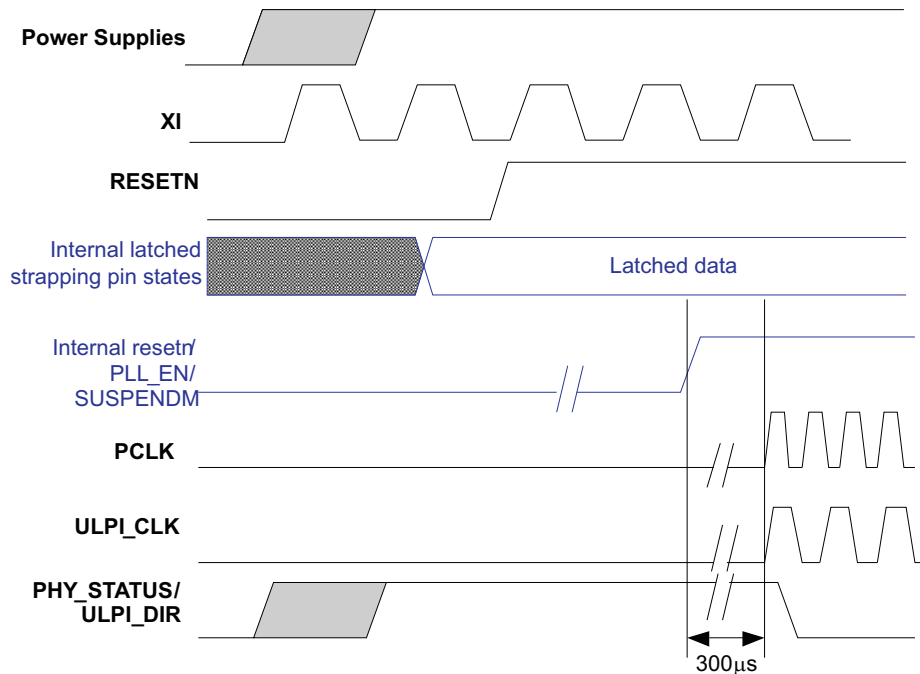 Power Supplies
XI
RESETN
Internal latched
strapping pin states
Latched data
Internal resetn/
PLL_EN/
SUSPENDM
PCLK
ULPI_CLK
PHY_STATUS/
ULPI_DIR
300μs